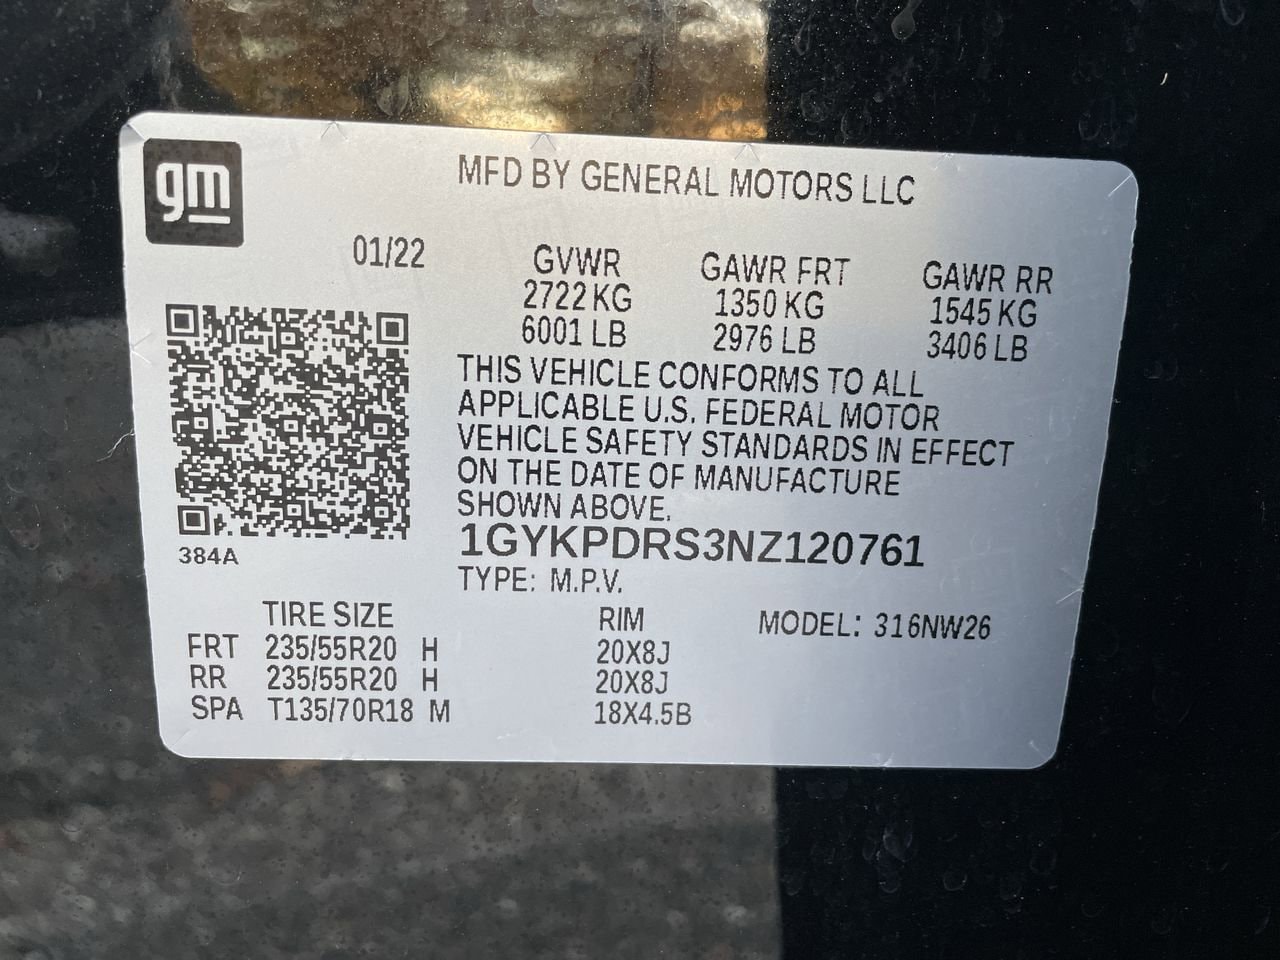 gm
MFD BY GENERAL MOTORS LLC
01/22 GVWR GAWR FRT GAWR RR
2722 KG 1350 KG 1545 KG
6001 LB 2976 LB 3406 LB
THIS VEHICLE CONFORMS TO ALL
APPLICABLE U.S. FEDERAL MOTOR
VEHICLE SAFETY STANDARDS IN EFFECT
ON THE DATE OF MANUFACTURE
SHOWN ABOVE.
384A
1GYKPDRS3NZ120761
TYPE: M.P.V.
TIRE SIZE RIM MODEL: 316NW26
FRT 235/55R20 H 20X8J
RR 235/55R20 H 20X8J
SPA T135/70R18 M 18X4.5B